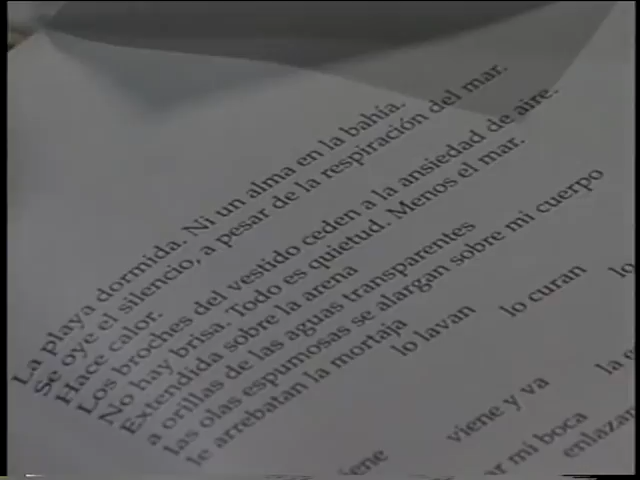 La playa dormida. Ni un alma en la bahía.
Se oye el silencio, a pesar de la respiración del mar.
Hace calor.
Los broches del vestido ceden a la ansiedad de aire.
No hay brisa. Todo es quietud. Menos el mar.
Extendida sobre la arena
a orillas de las aguas transparentes
las olas espumosas se alargan sobre mi cuerpo
le arrebatan la mortaja
lo lavan lo curan lo
viene y va
mi boca